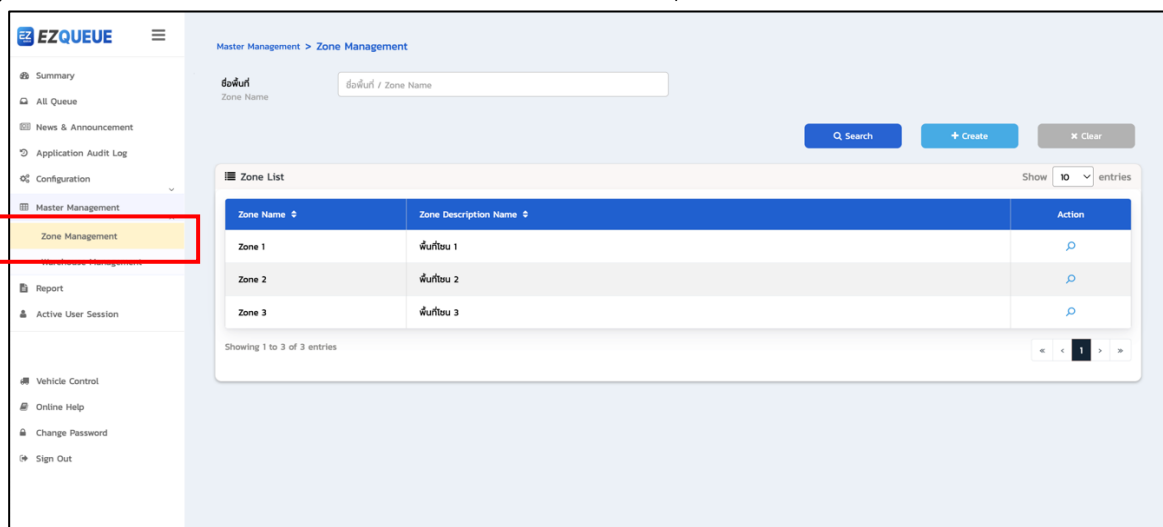 EZ EZQUEUE
Summary
All Queue
News & Announcement
Application Audit Log
Configuration
Master Management
Zone Management
Warehouse Management
Report
Active User Session
Vehicle Control
Online Help
Change Password
Sign Out
Master Management > Zone Management
ชื่อพื้นที่
Zone Name
ชื่อพื้นที่ / Zone Name
Search
+ Create
× Clear
Zone List
Show 10 entries
Zone Name Zone Description Name Action
Zone 1 พื้นที่โซน 1
Zone 2 พื้นที่โซน 2
Zone 3 พื้นที่โซน 3
Showing 1 to 3 of 3 entries
« ‹ 1 › »